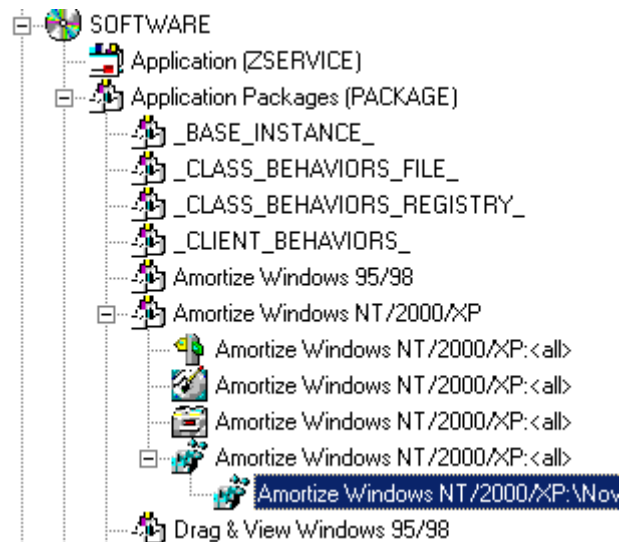 SOFTWARE
Application (ZSERVICE)
Application Packages (PACKAGE)
_BASE_INSTANCE_
_CLASS_BEHAVIORS_FILE_
_CLASS_BEHAVIORS_REGISTRY_
_CLIENT_BEHAVIORS_
Amortize Windows 95/98
Amortize Windows NT/2000/XP
Amortize Windows NT/2000/XP:<all>
Amortize Windows NT/2000/XP:<all>
Amortize Windows NT/2000/XP:<all>
Amortize Windows NT/2000/XP:<all>
Amortize Windows NT/2000/XP:\Nov
Drag & View Windows 95/98